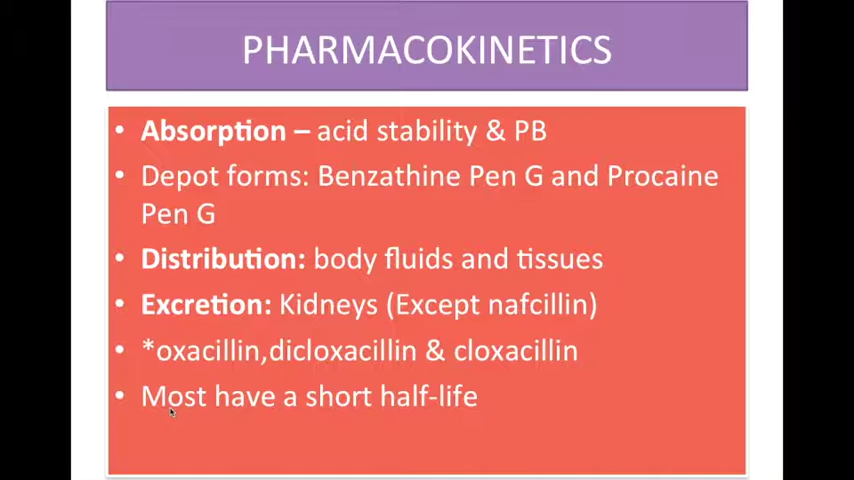 PHARMACOKINETICS
• Absorption – acid stability & PB
• Depot forms: Benzathine Pen G and Procaine
Pen G
• Distribution: body fluids and tissues
• Excretion: Kidneys (Except nafcillin)
• *oxacillin,dicloxacillin & cloxacillin
• Most have a short half-life